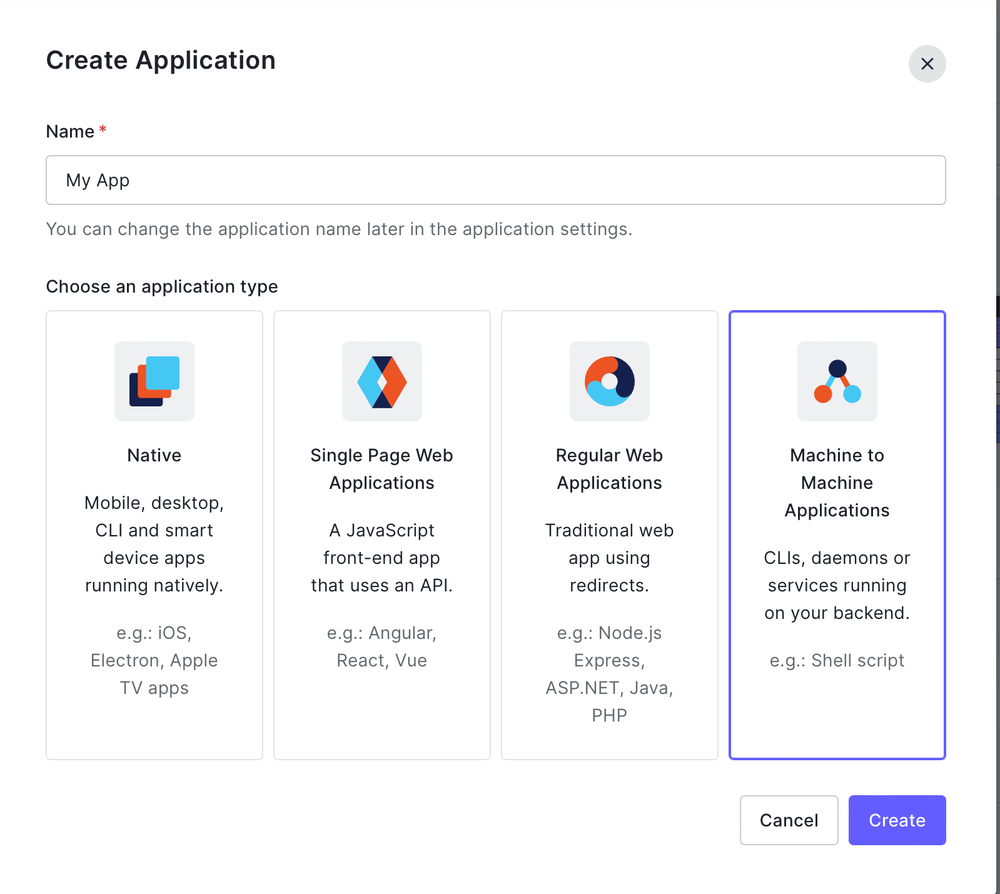 Create Application
Name *
My App
You can change the application name later in the application settings.
Choose an application type
Native
Mobile, desktop,
CLI and smart
device apps
running natively.
e.g.: iOS,
Electron, Apple
TV apps
Single Page Web
Applications
A JavaScript
front-end app
that uses an API.
e.g.: Angular,
React, Vue
Regular Web
Applications
Traditional web
app using
redirects.
e.g.: Node.js
Express,
ASP.NET, Java,
PHP
Machine to
Machine
Applications
CLIs, daemons or
services running
on your backend.
e.g.: Shell script
Cancel
Create